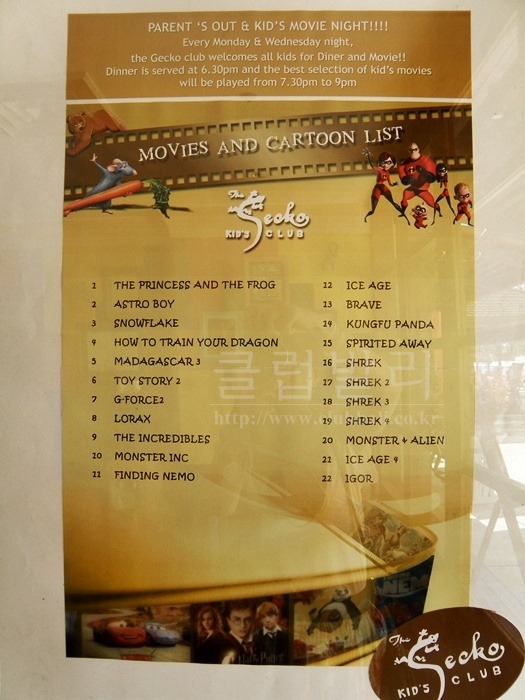 PARENT 'S OUT & KID'S MOVIE NIGHT!!!!
Every Monday & Wednesday night,
the Gecko club welcomes all kids for Diner and Movie!!
Dinner is served at 6.30pm and the best selection of kid's movies
will be played from 7.30pm to 9pm
MOVIES AND CARTOON LIST
The Gecko
KID'S CLUB
1 THE PRINCESS AND THE FROG
2 ASTRO BOY
3 SNOWFLAKE
4 HOW TO TRAIN YOUR DRAGON
5 MADAGASCAR 3
6 TOY STORY 2
7 G-FORCE2
8 LORAX
9 THE INCREDIBLES
10 MONSTER INC
11 FINDING NEMO
12 ICE AGE
13 BRAVE
14 KUNGFU PANDA
15 SPIRITED AWAY
16 SHREK
17 SHREK 2
18 SHREK 3
19 SHREK 4
20 MONSTER & ALIEN
21 ICE AGE 4
22 IGOR
클럽발리
Harry Potter
NEMO
The Gecko
KID'S CLUB